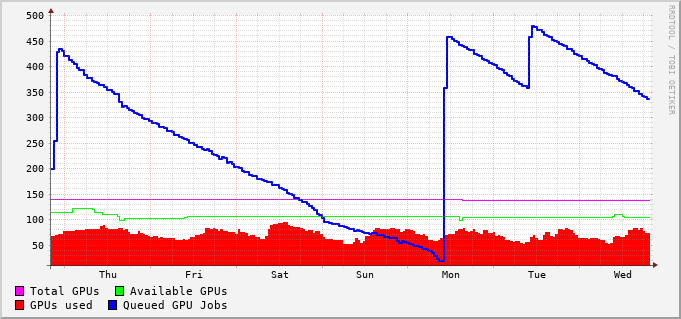 500
450
400
350
300
250
200
150
100
50
Thu Fri Sat Sun Mon Tue Wed
Total GPUs Available GPUs
GPUs used Queued GPU Jobs
RRDTOOL / TOBI OETIKER